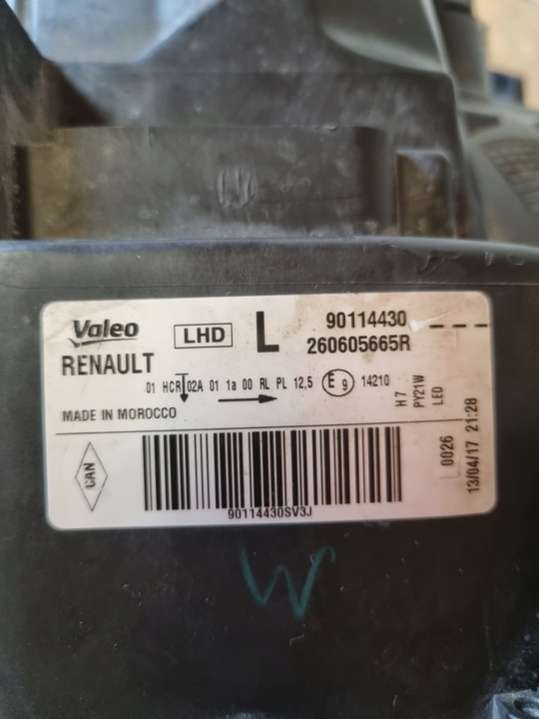 Valeo LHD L 90114430
RENAULT 260605665R
01 HCR 02A 01 1a 00 RL PL 12,5 E 9 14210
MADE IN MOROCCO
CAN
90114430SV3J
H7
PY21W
LED
0026
13/04/17 21:28
W